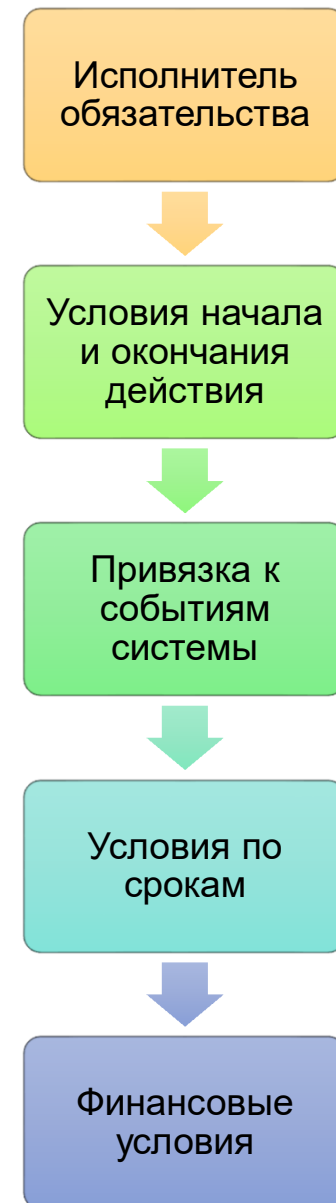 Исполнитель
обязательства
Условия начала
и окончания
действия
Привязка к
событиям
системы
Условия по
срокам
Финансовые
условия